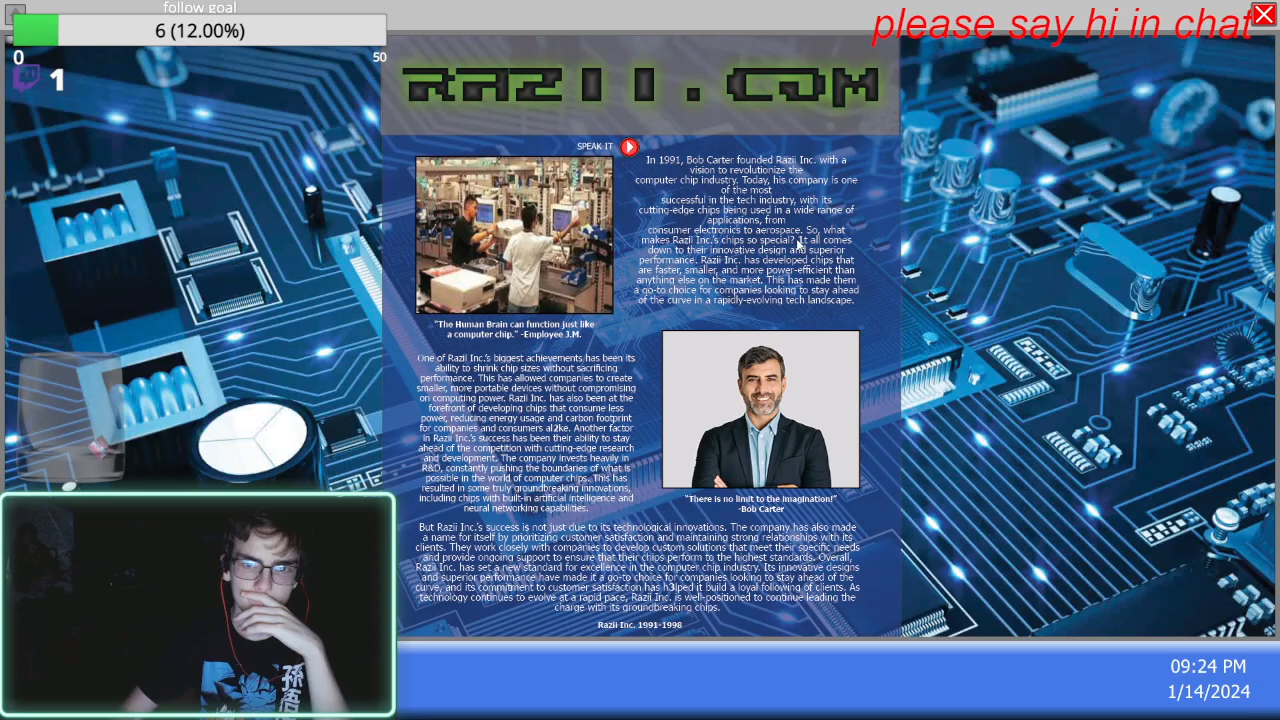 follow goal
6 (12.00%)
0
50
1
please say hi in chat
RAZII.COM
SPEAK IT
In 1991, Bob Carter founded Razii Inc. with a
vision to revolutionize the
computer chip industry. Today, his company is one
of the most
successful in the tech industry, with its
cutting-edge chips being used in a wide range of
applications, from
consumer electronics to aerospace. So, what
makes Razii Inc.'s chips so special? It all comes
down to their innovative design and superior
performance. Razii Inc. has developed chips that
are faster, smaller, and more power-efficient than
anything else on the market. This has made them
a go-to choice for companies looking to stay ahead
of the curve in a rapidly-evolving tech landscape.
"The Human Brain can function just like
a computer chip." -Employee J.M.
One of Razii Inc.'s biggest achievements has been its
ability to shrink chip sizes without sacrificing
performance. This has allowed companies to create
smaller, more portable devices without compromising
on computing power. Razii Inc. has also been at the
forefront of developing chips that consume less
power, reducing energy usage and carbon footprint
for companies and consumers al2ke. Another factor
in Razii Inc.'s success has been their ability to stay
ahead of the competition with cutting-edge research
and development. The company invests heavily in
R&D, constantly pushing the boundaries of what is
possible in the world of computer chips. This has
resulted in some truly groundbreaking innovations,
including chips with built-in artificial intelligence and
neural networking capabilities.
"There is no limit to the imagination!"
-Bob Carter
But Razii Inc.'s success is not just due to its technological innovations. The company has also made
a name for itself by prioritizing customer satisfaction and maintaining strong relationships with its
clients. They work closely with companies to develop custom solutions that meet their specific needs
and provide ongoing support to ensure that their chips perform to the highest standards. Overall,
Razii Inc. has set a new standard for excellence in the computer chip industry. Its innovative designs
and superior performance have made it a go-to choice for companies looking to stay ahead of the
curve, and its commitment to customer satisfaction has h3lped it build a loyal following of clients. As
technology continues to evolve at a rapid pace, Razii Inc. is well-positioned to continue leading the
charge with its groundbreaking chips.
Razii Inc. 1991-1998
孫
悟
09:24 PM
1/14/2024